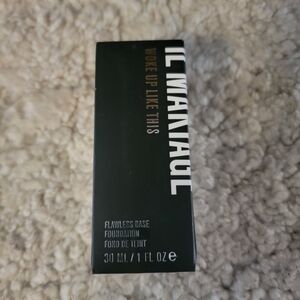 IL MAKIAGE
WOKE UP LIKE THIS
FLAWLESS BASE
FOUNDATION
FOND DE TEINT
30 ML / 1 FL OZ ℮